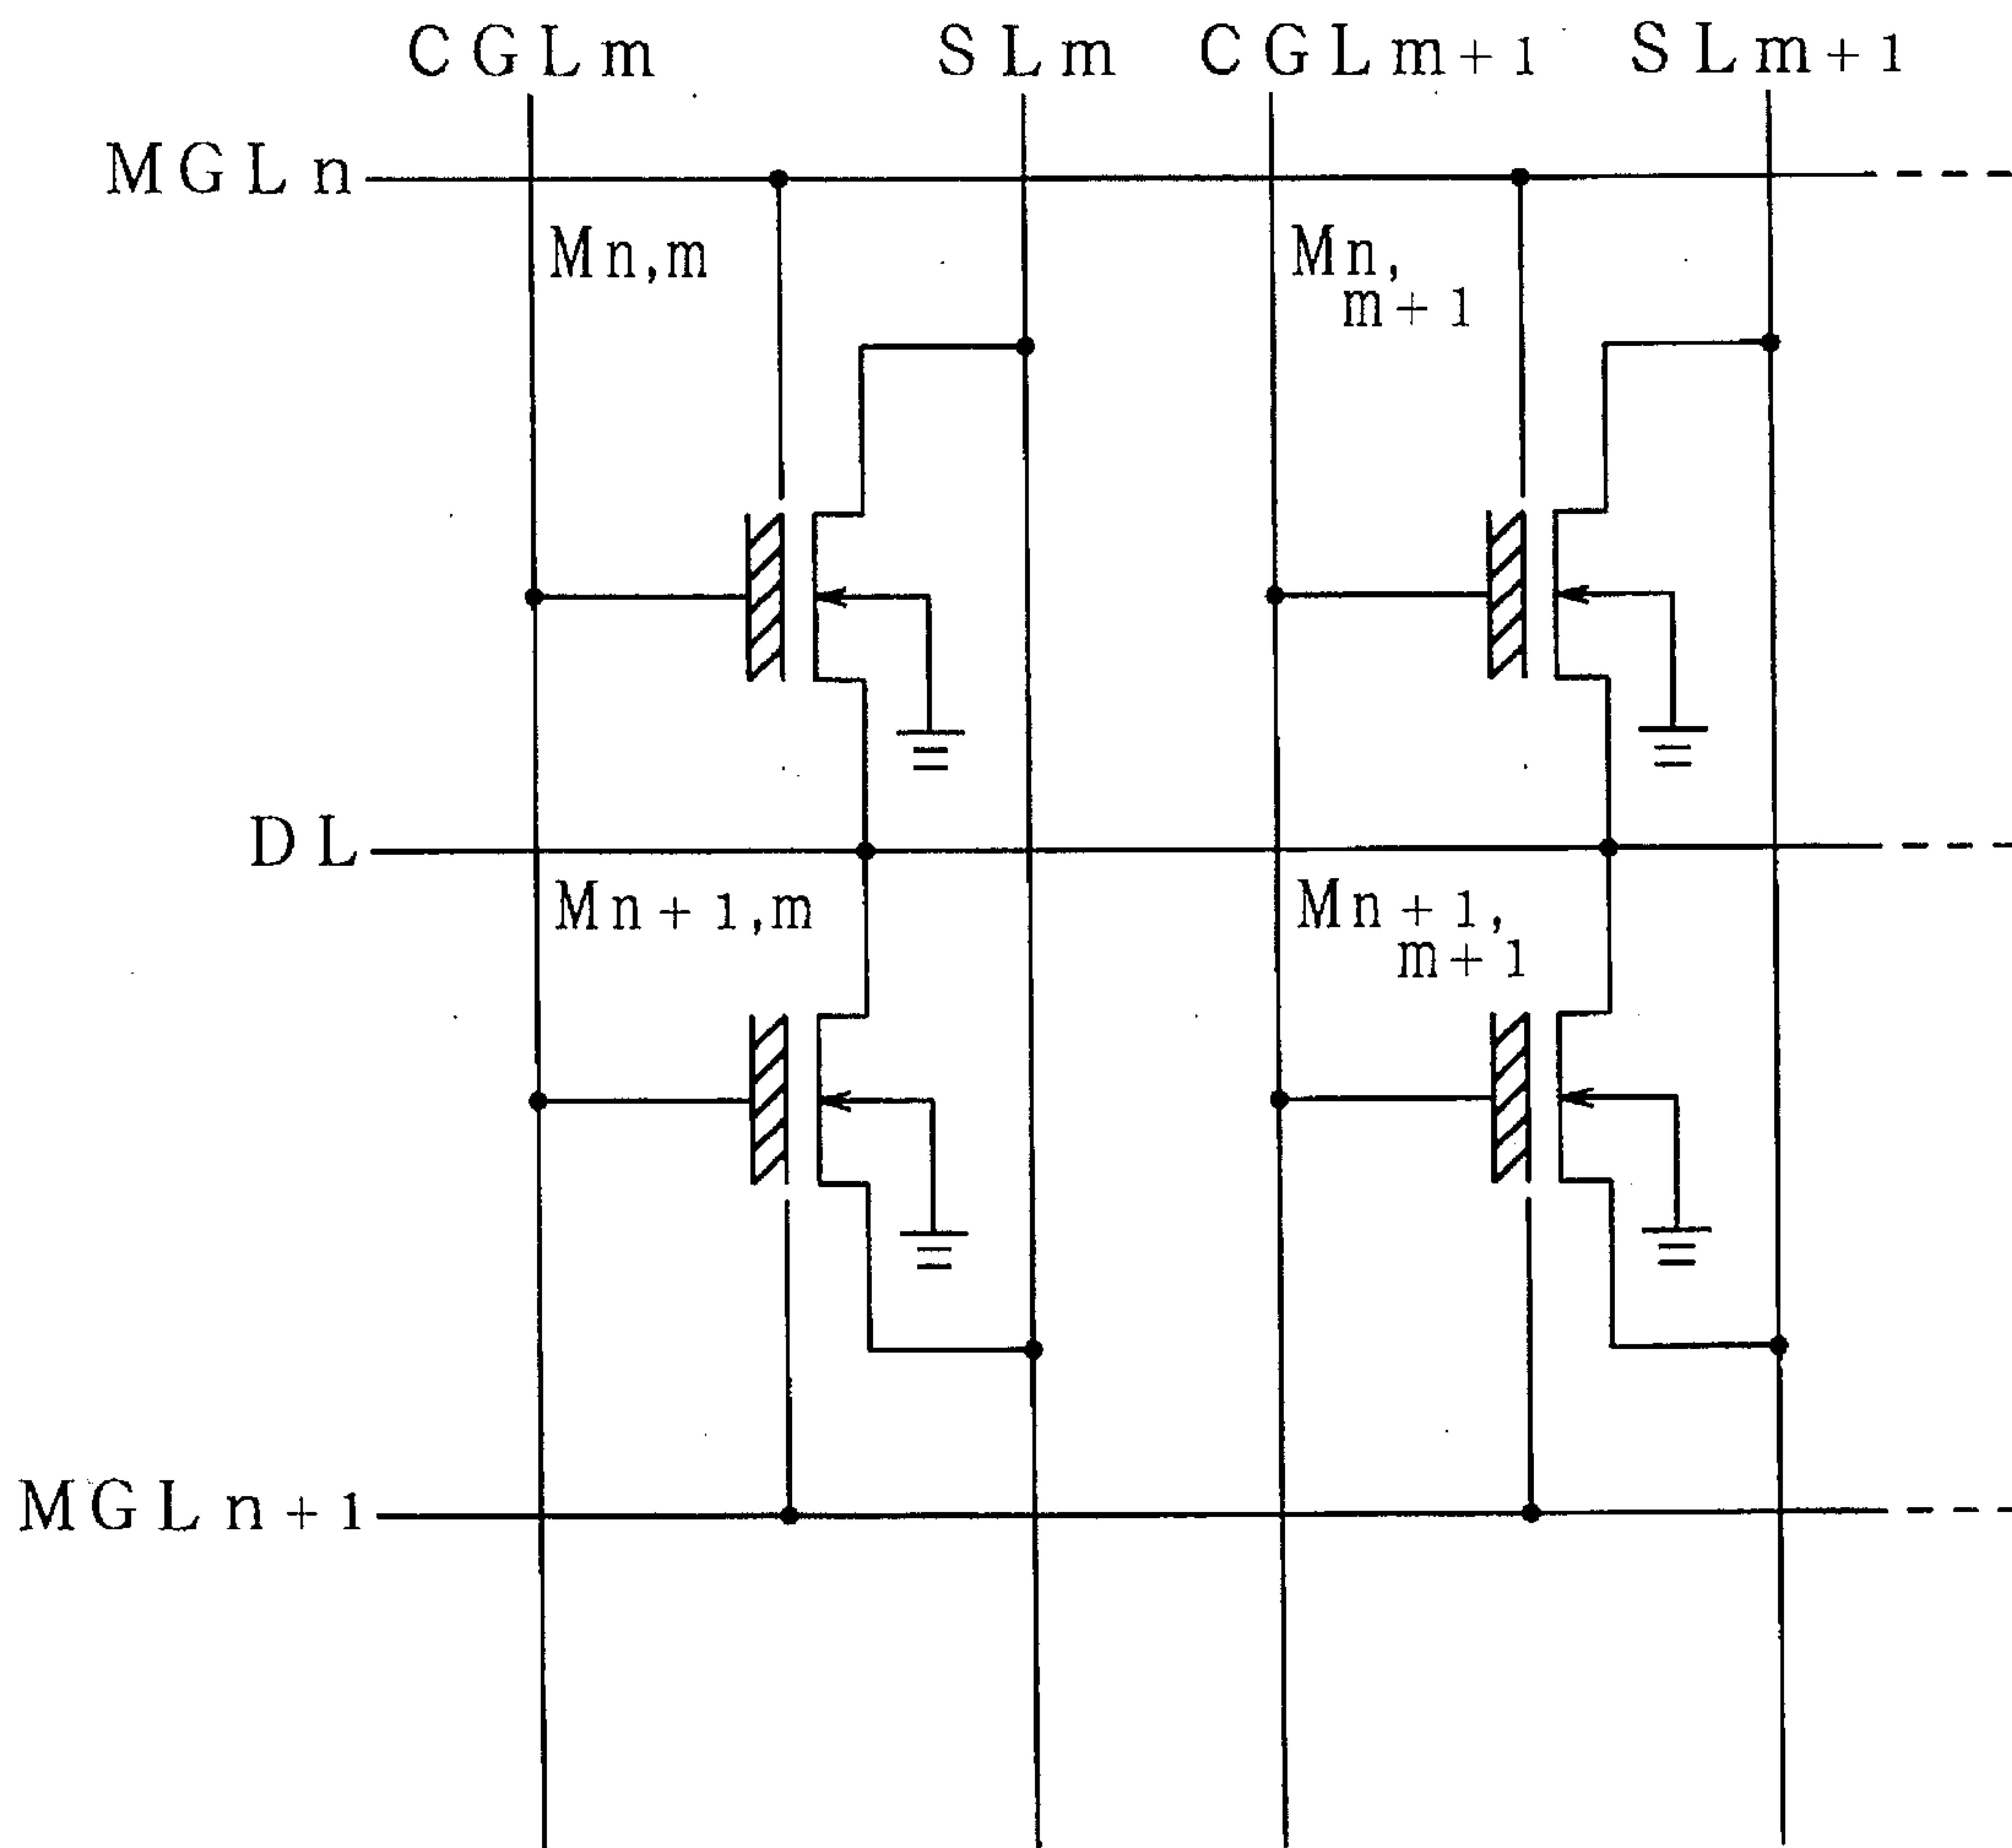 CGLm SLm CGLm+1 SLm+1
MGLn
Mn,m
Mn,
m+1
DL
Mn+1,m
Mn+1,
m+1
MGLn+1